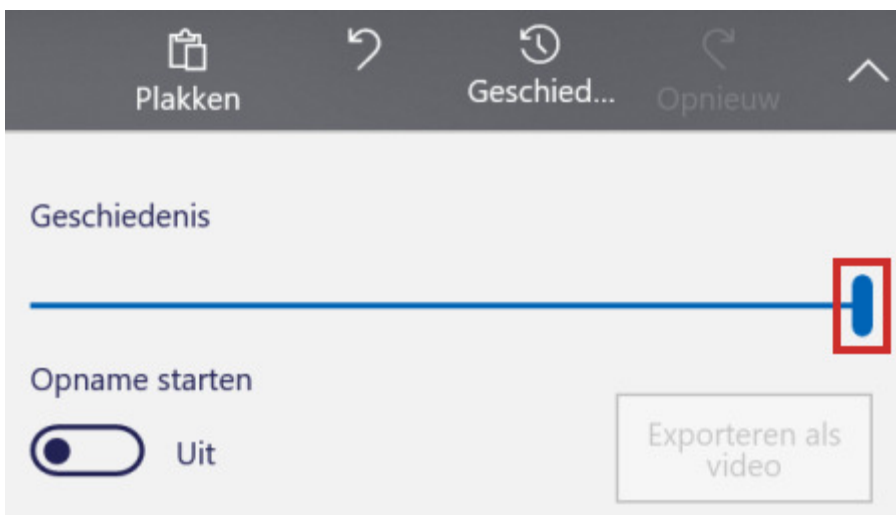 Plakken
Geschied...
Opnieuw
Geschiedenis
Opname starten
Uit
Exporteren als
video